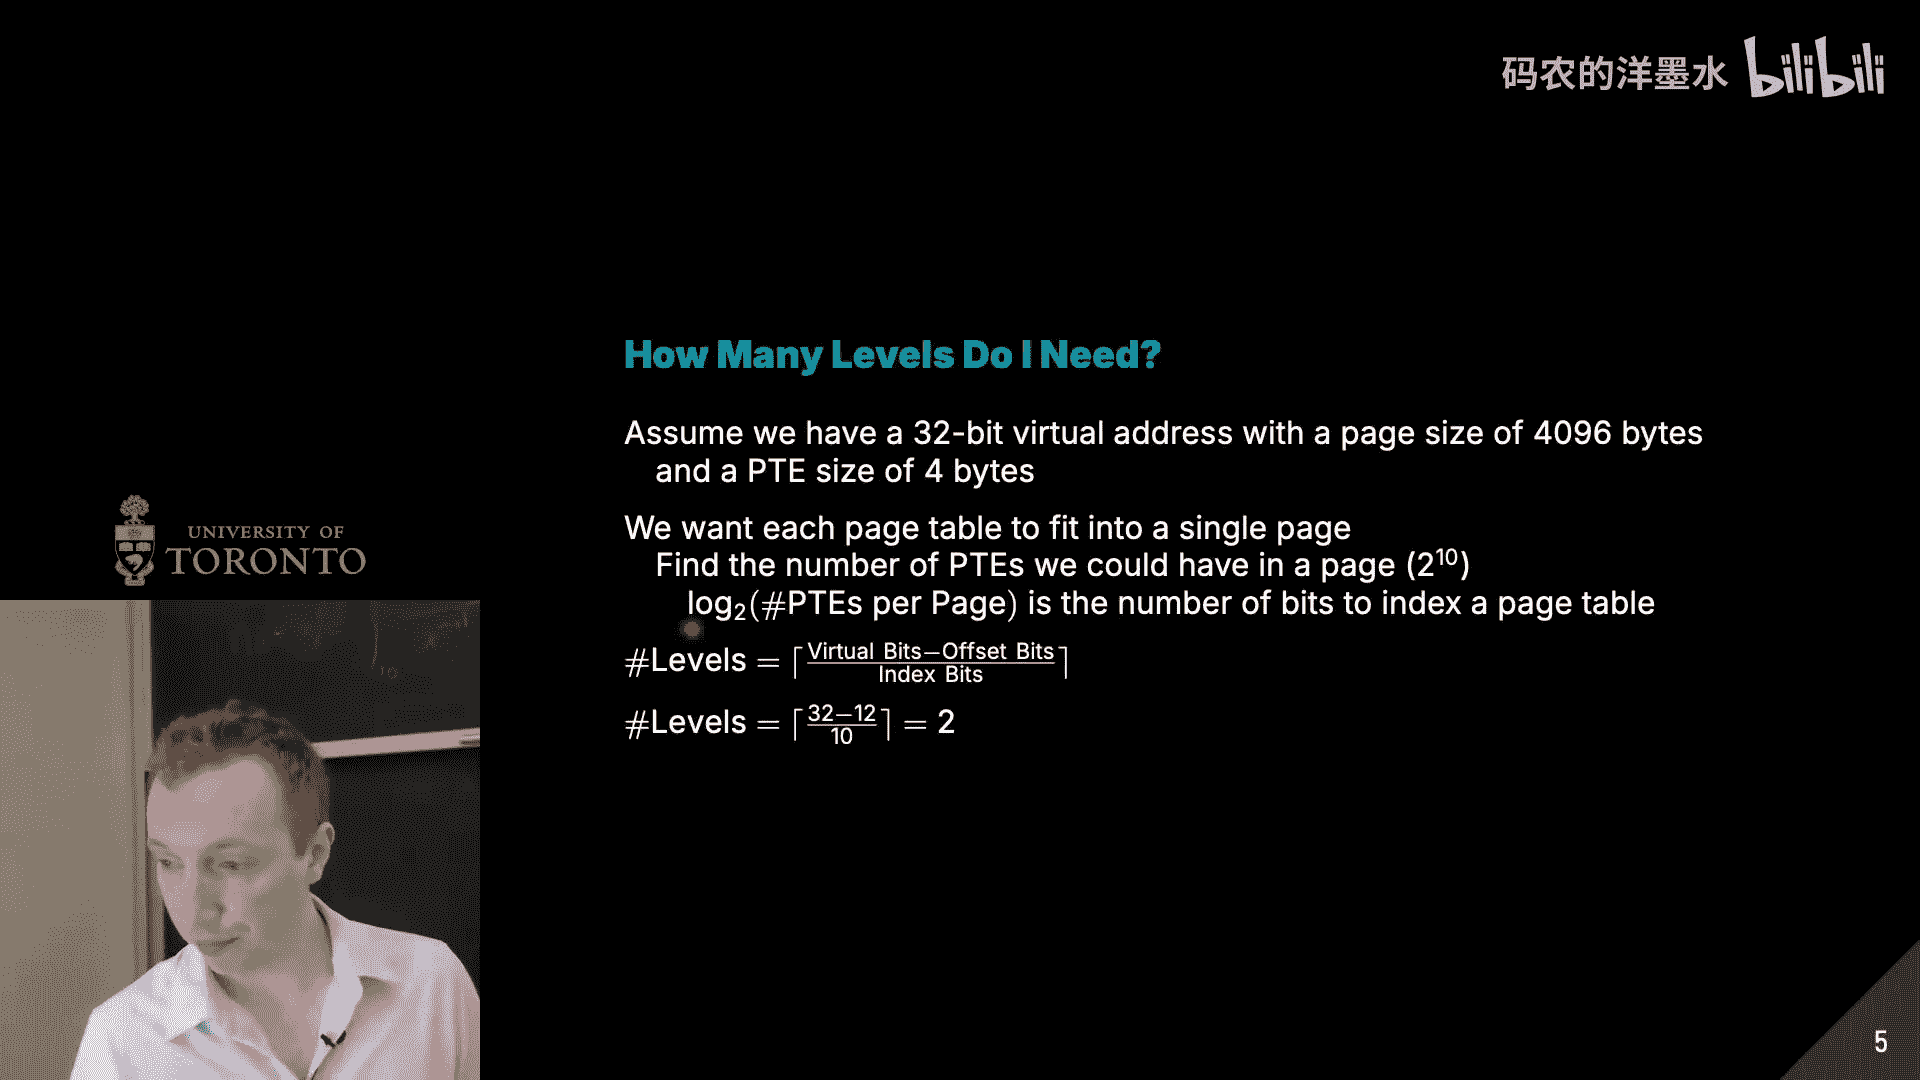 码农的洋墨水 bilibili
How Many Levels Do I Need?
Assume we have a 32-bit virtual address with a page size of 4096 bytes
and a PTE size of 4 bytes
We want each page table to fit into a single page
Find the number of PTEs we could have in a page (2¹⁰)
log₂(#PTEs per Page) is the number of bits to index a page table
#Levels = ⌈(Virtual Bits−Offset Bits)/(Index Bits)⌉
#Levels = ⌈(32−12)/10⌉ = 2
UNIVERSITY OF
TORONTO
5